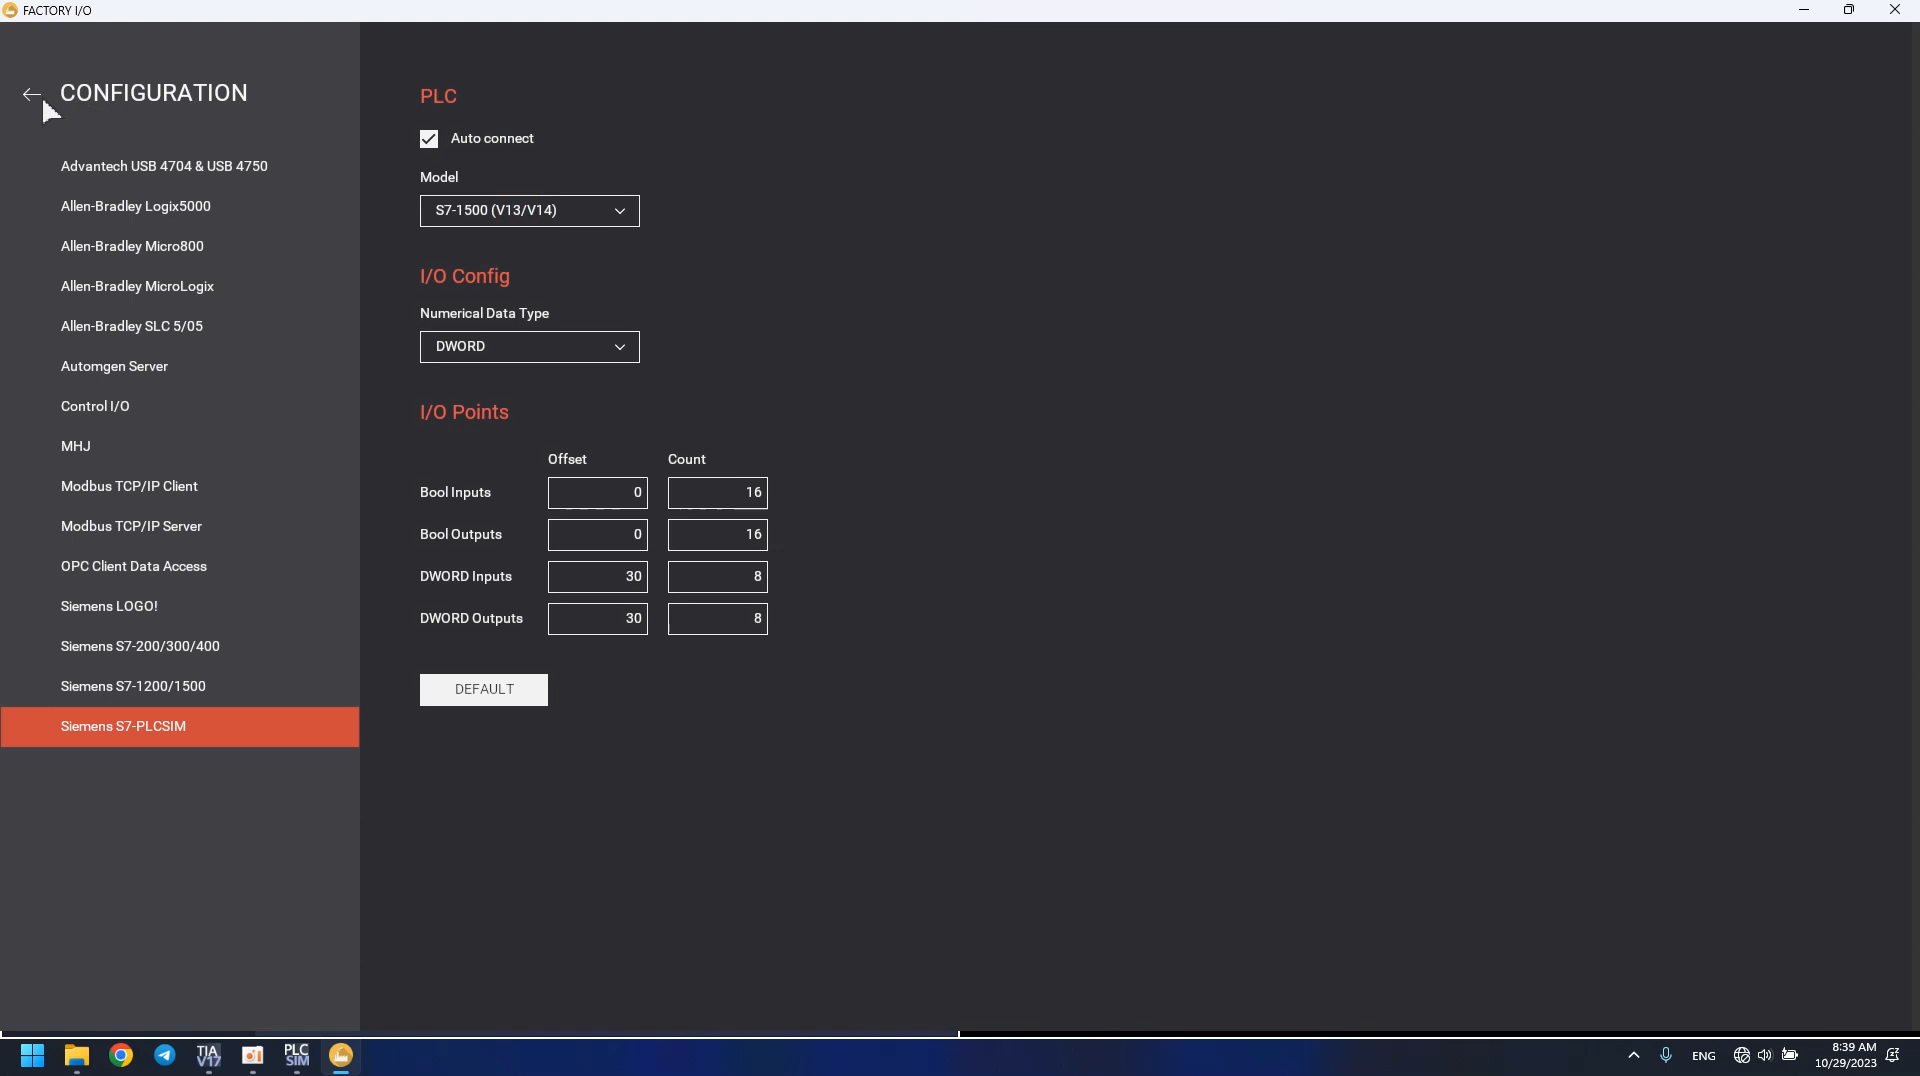 FACTORY I/O
CONFIGURATION
Advantech USB 4704 & USB 4750
Allen-Bradley Logix5000
Allen-Bradley Micro800
Allen-Bradley MicroLogix
Allen-Bradley SLC 5/05
Automgen Server
Control I/O
MHJ
Modbus TCP/IP Client
Modbus TCP/IP Server
OPC Client Data Access
Siemens LOGO!
Siemens S7-200/300/400
Siemens S7-1200/1500
Siemens S7-PLCSIM
PLC
Auto connect
Model
S7-1500 (V13/V14)
I/O Config
Numerical Data Type
DWORD
I/O Points
Offset Count
Bool Inputs 0 16
Bool Outputs 0 16
DWORD Inputs 30 8
DWORD Outputs 30 8
DEFAULT
TIA V17
PLC SIM
ENG
8:39 AM
10/29/2023